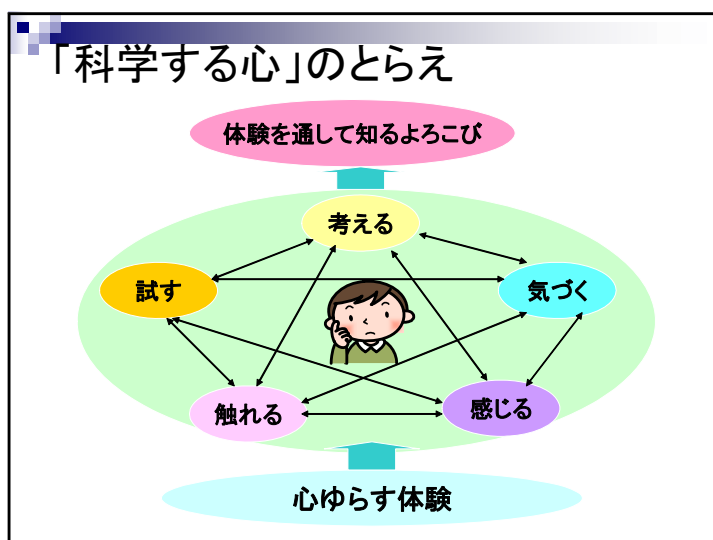 「科学する心」のとらえ
体験を通して知るよろこび
考える
試す
気づく
触れる
感じる
心ゆらす体験